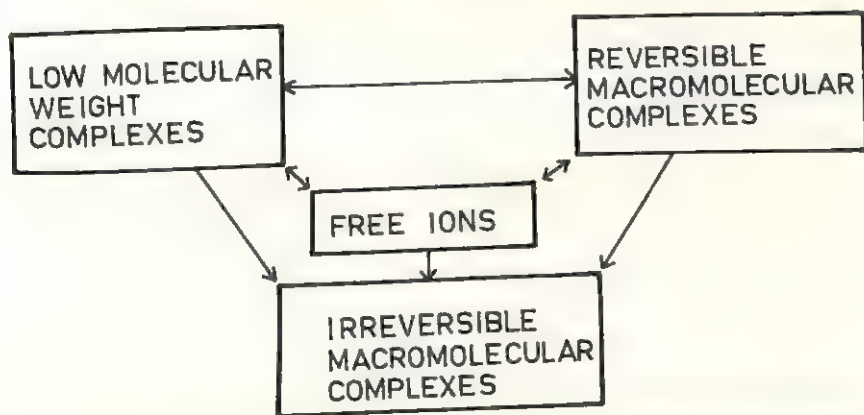 LOW MOLECULAR
WEIGHT
COMPLEXES
REVERSIBLE
MACROMOLECULAR
COMPLEXES
FREE IONS
IRREVERSIBLE
MACROMOLECULAR
COMPLEXES